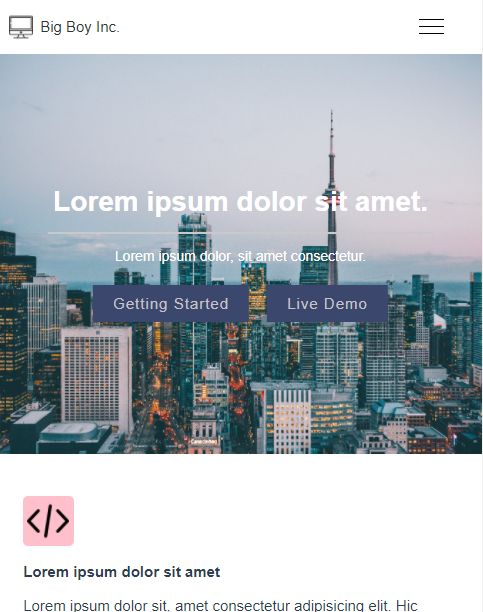 Big Boy Inc.
Lorem ipsum dolor sit amet.
Lorem ipsum dolor, sit amet consectetur.
Getting Started
Live Demo
</>
Lorem ipsum dolor sit amet
Lorem ipsum dolor sit, amet consectetur adipisicing elit. Hic